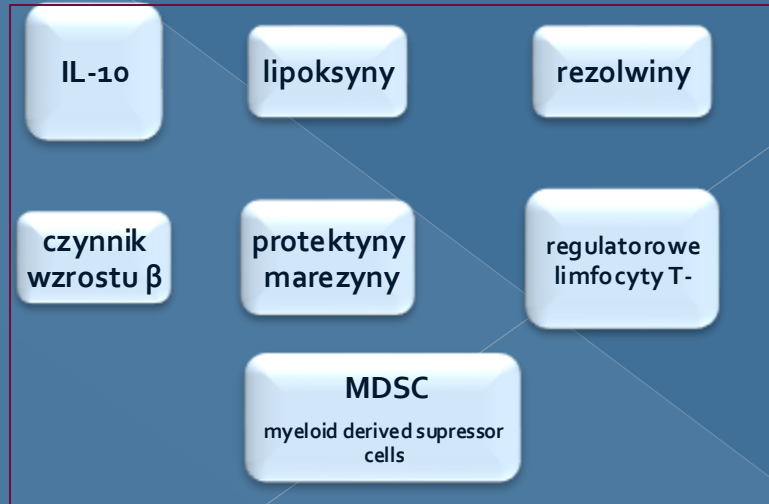 IL-10
lipoksyny
rezolwiny
czynnik
wzrostu β
protektyny
marezyny
regulatorowe
limfocyty T-
MDSC
myeloid derived supressor
cells